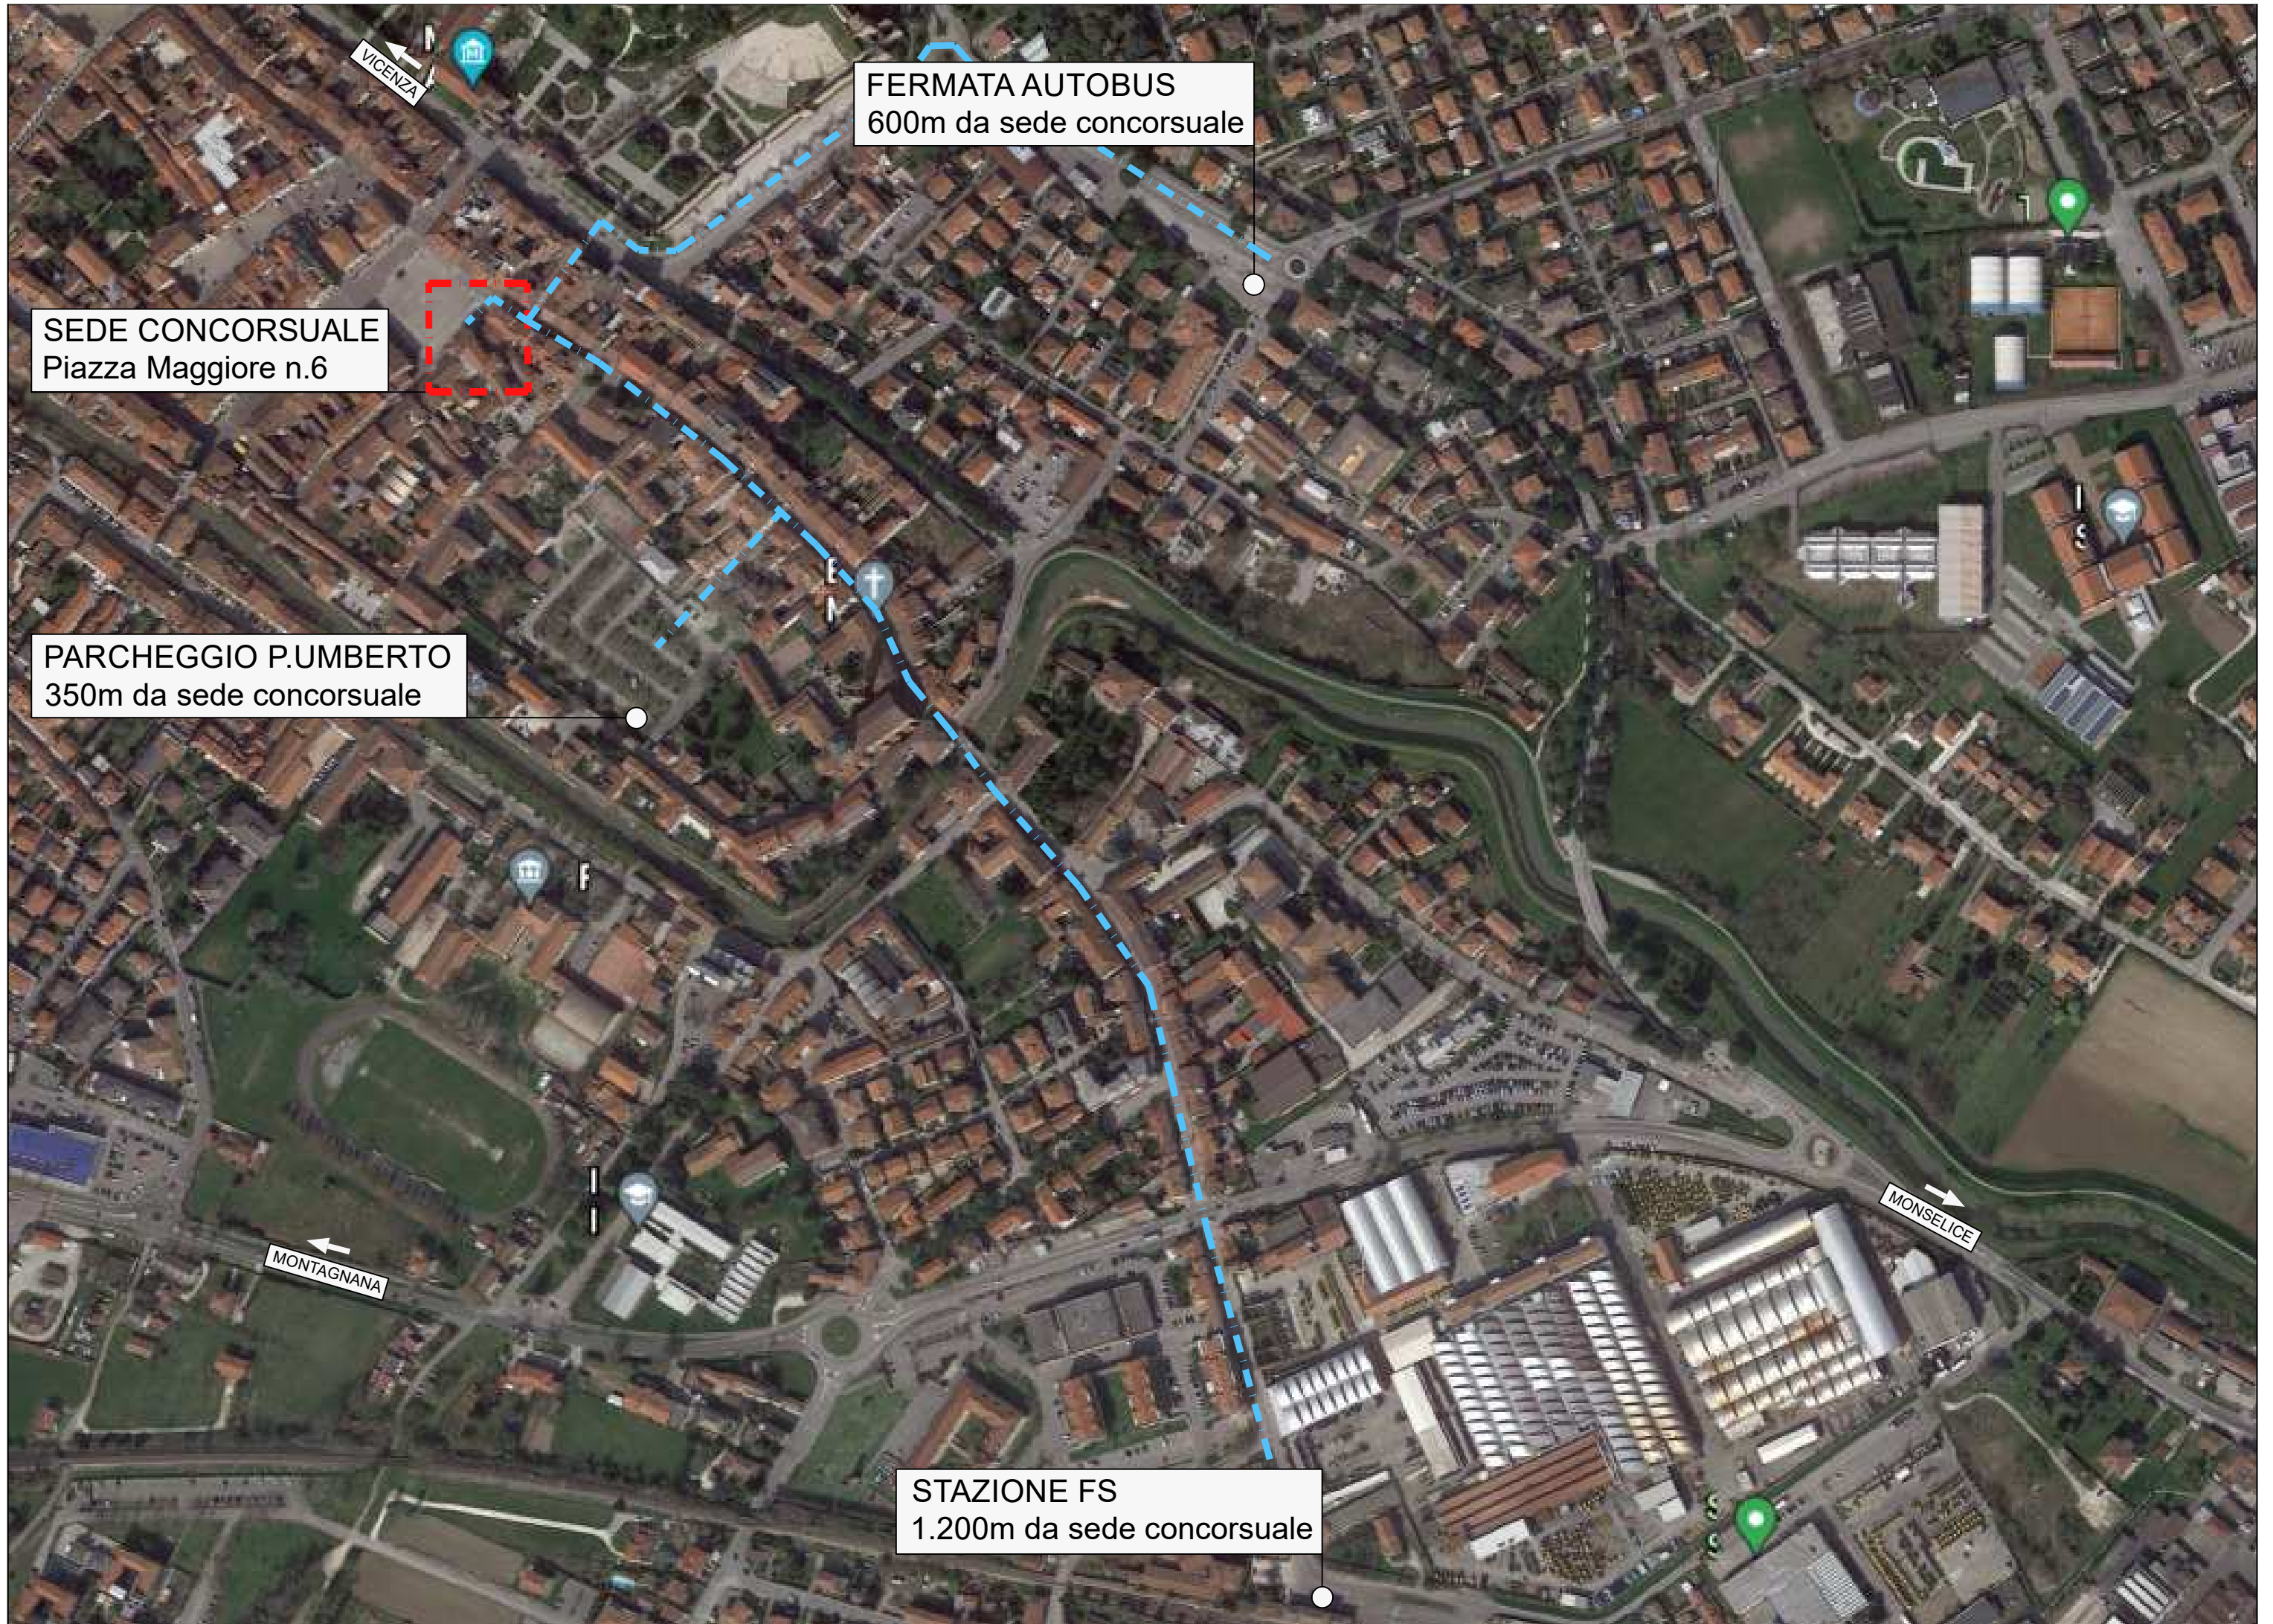 VICENZA
FERMATA AUTOBUS
600m da sede concorsuale
SEDE CONCORSUALE
Piazza Maggiore n.6
PARCHEGGIO P.UMBERTO
350m da sede concorsuale
MONSELICE
MONTAGNANA
STAZIONE FS
1.200m da sede concorsuale